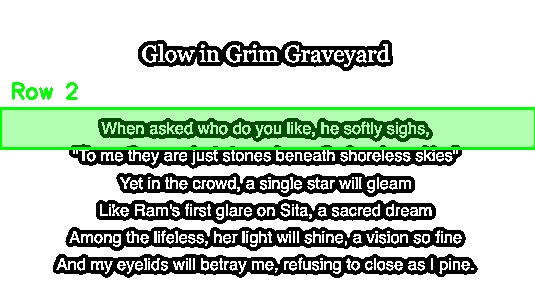 Glow in Grim Graveyard
Row 2
When asked who do you like, he softly sighs,
"To me they are just stones beneath shoreless skies"
Yet in the crowd, a single star will gleam
Like Ram's first glare on Sita, a sacred dream
Among the lifeless, her light will shine, a vision so fine
And my eyelids will betray me, refusing to close as I pine.